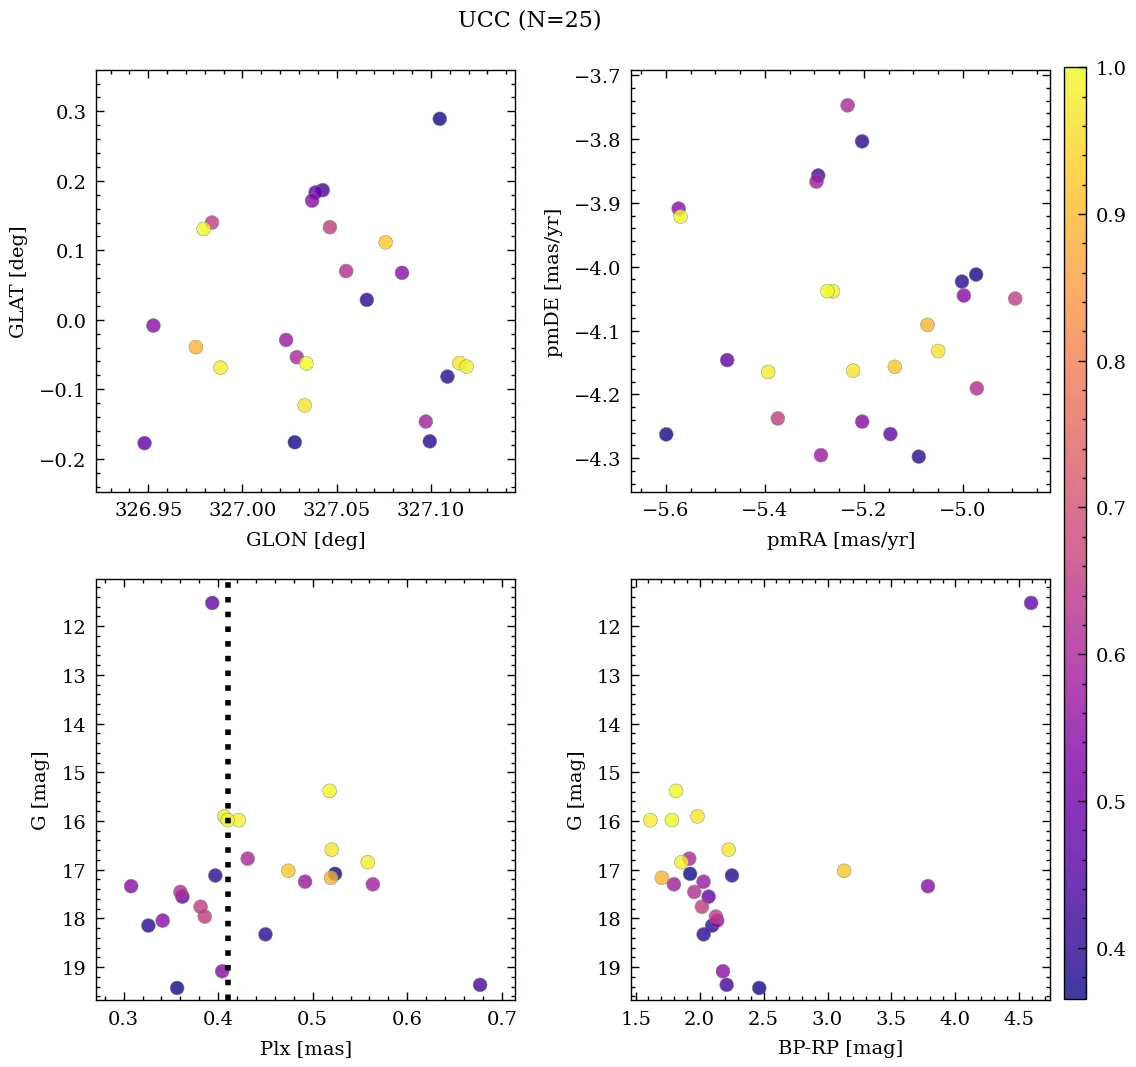 UCC (N=25)
0.3
0.2
0.1
0.0
−0.1
−0.2
GLAT [deg]
326.95 327.00 327.05 327.10
GLON [deg]
−3.7
−3.8
−3.9
−4.0
−4.1
−4.2
−4.3
pmDE [mas/yr]
−5.6 −5.4 −5.2 −5.0
pmRA [mas/yr]
1.0
0.9
0.8
0.7
0.6
0.5
0.4
12
13
14
15
16
17
18
19
G [mag]
0.3 0.4 0.5 0.6 0.7
Plx [mas]
12
13
14
15
16
17
18
19
G [mag]
1.5 2.0 2.5 3.0 3.5 4.0 4.5
BP-RP [mag]